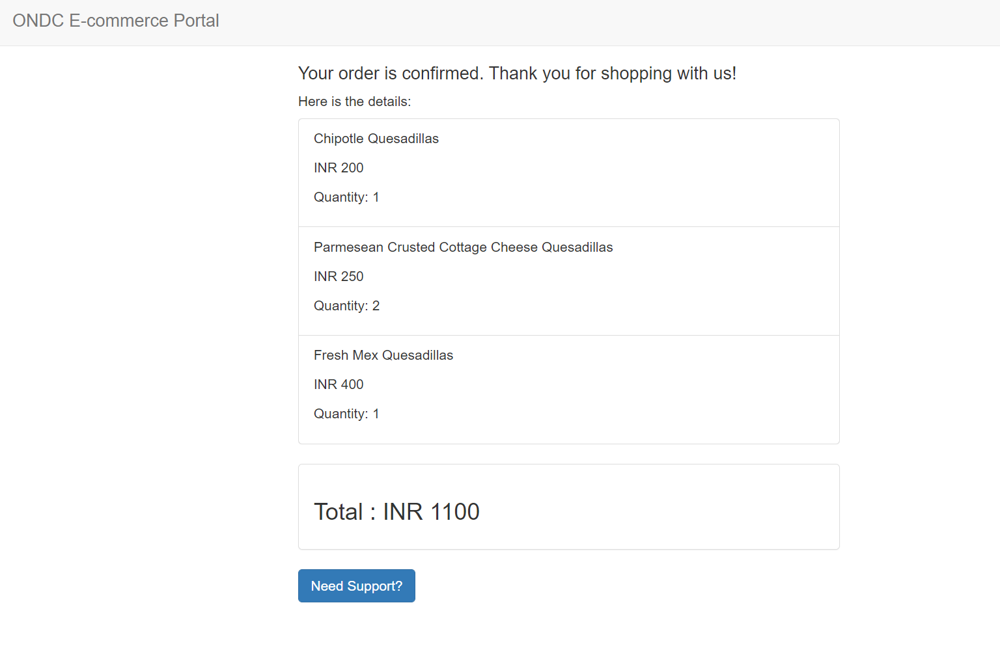 ONDC E-commerce Portal
Your order is confirmed. Thank you for shopping with us!
Here is the details:
Chipotle Quesadillas
INR 200
Quantity: 1
Parmesean Crusted Cottage Cheese Quesadillas
INR 250
Quantity: 2
Fresh Mex Quesadillas
INR 400
Quantity: 1
Total : INR 1100
Need Support?